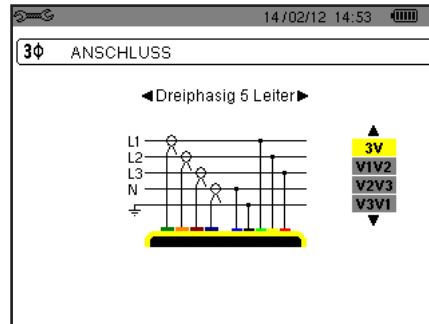 14/02/12 14:53
3Φ ANSCHLUSS
◄Dreiphasig 5 Leiter►
L1
L2
L3
N
3V
V1V2
V2V3
V3V1